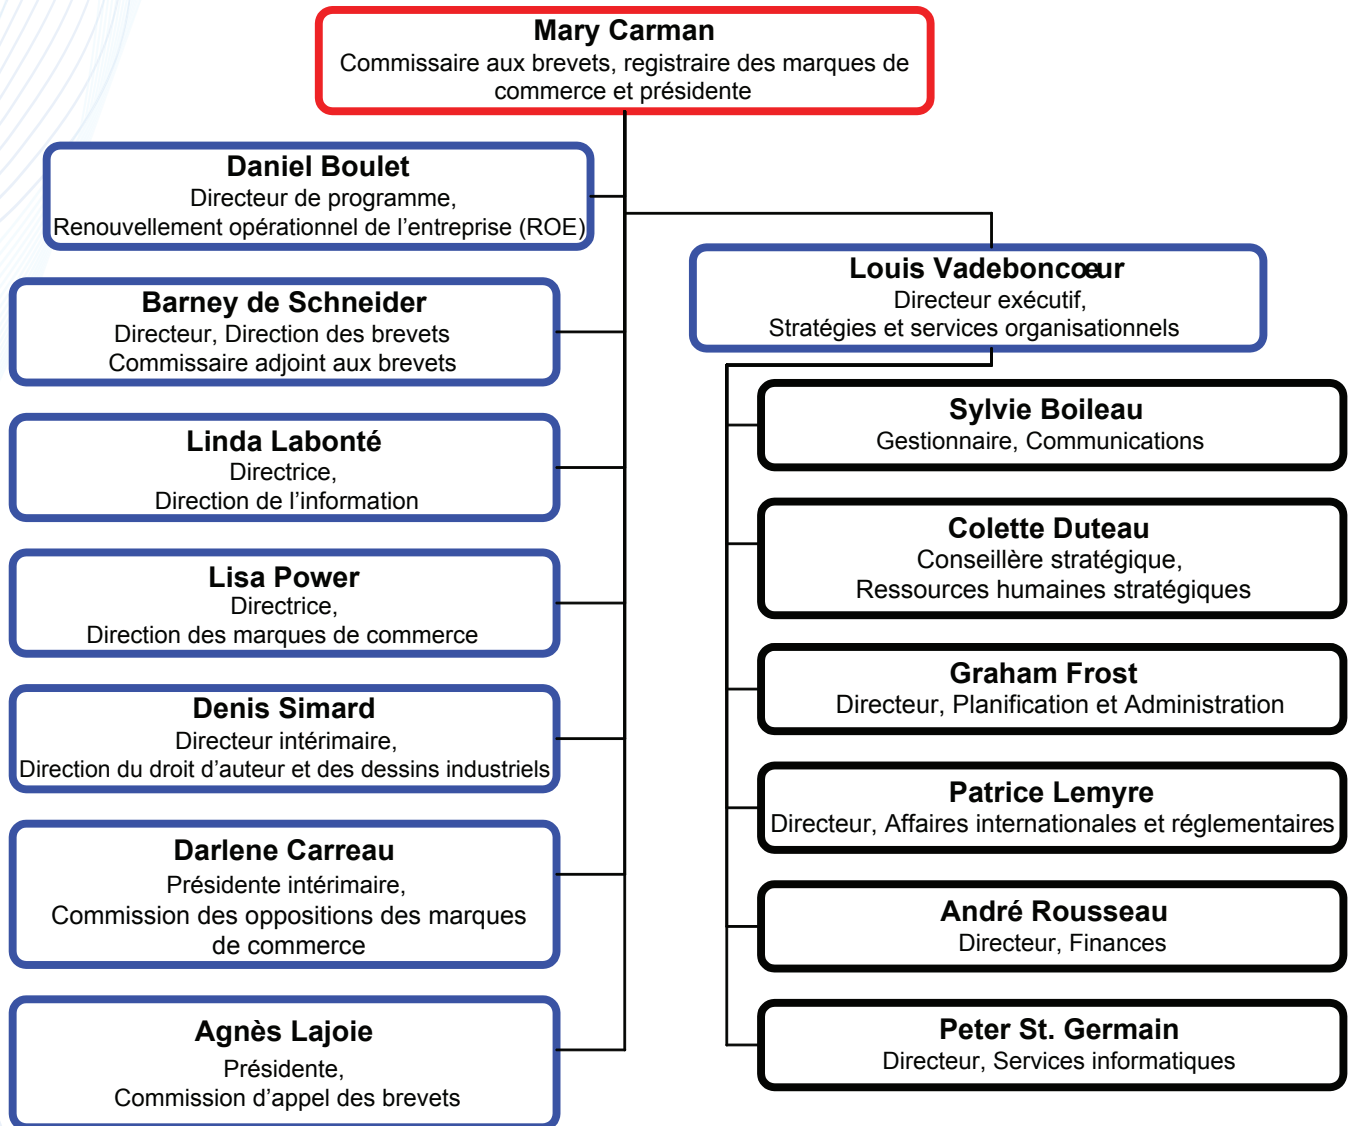 Mary Carman
Commissaire aux brevets, registraire des marques de
commerce et présidente
Daniel Boulet
Directeur de programme,
Renouvellement opérationnel de l’entreprise (ROE)
Barney de Schneider
Directeur, Direction des brevets
Commissaire adjoint aux brevets
Linda Labonté
Directrice,
Direction de l’information
Lisa Power
Directrice,
Direction des marques de commerce
Denis Simard
Directeur intérimaire,
Direction du droit d’auteur et des dessins industriels
Darlene Carreau
Présidente intérimaire,
Commission des oppositions des marques
de commerce
Agnès Lajoie
Présidente,
Commission d’appel des brevets
Louis Vadeboncœur
Directeur exécutif,
Stratégies et services organisationnels
Sylvie Boileau
Gestionnaire, Communications
Colette Duteau
Conseillère stratégique,
Ressources humaines stratégiques
Graham Frost
Directeur, Planification et Administration
Patrice Lemyre
Directeur, Affaires internationales et réglementaires
André Rousseau
Directeur, Finances
Peter St. Germain
Directeur, Services informatiques